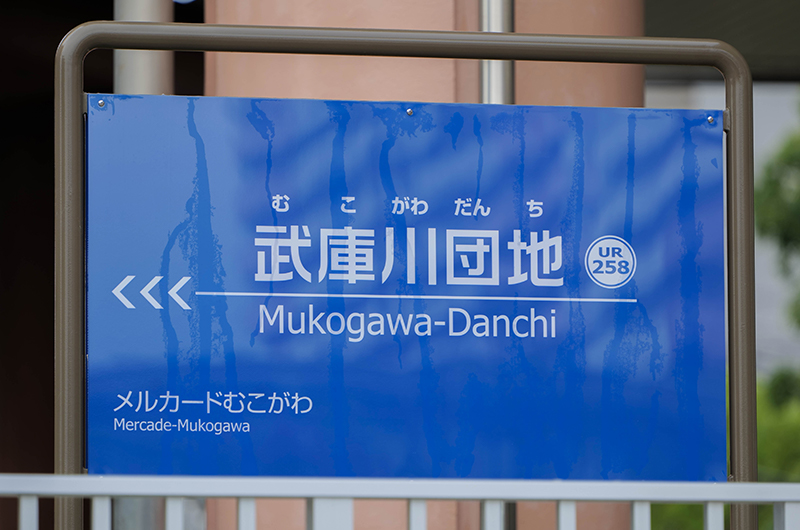 むこがわだんち
武庫川団地
UR
258
Mukogawa-Danchi
メルカードむこがわ
Mercade-Mukogawa